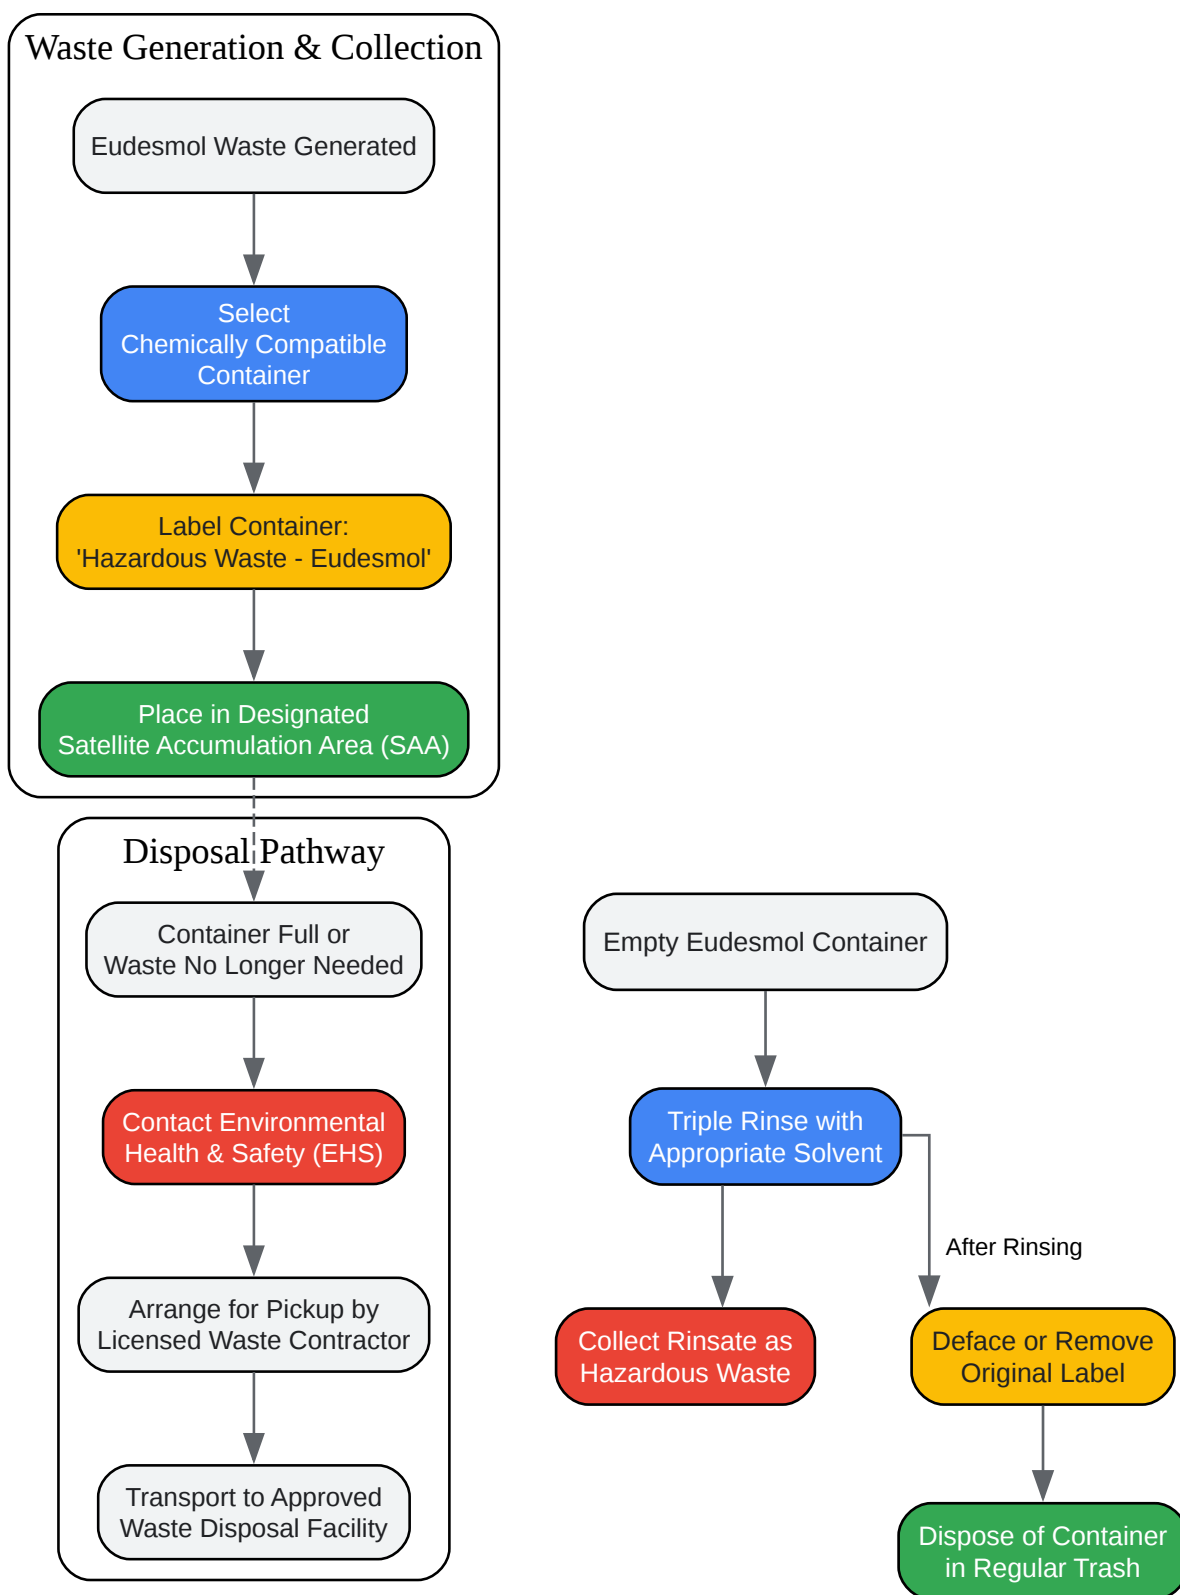 Waste Generation & Collection
Eudesmol Waste Generated
Select
Chemically Compatible
Container
Label Container:
'Hazardous Waste - Eudesmol'
Place in Designated
Satellite Accumulation Area (SAA)
Disposal Pathway
Container Full or
Waste No Longer Needed
Contact Environmental
Health & Safety (EHS)
Arrange for Pickup by
Licensed Waste Contractor
Transport to Approved
Waste Disposal Facility
Empty Eudesmol Container
Triple Rinse with
Appropriate Solvent
After Rinsing
Collect Rinsate as
Hazardous Waste
Deface or Remove
Original Label
Dispose of Container
in Regular Trash